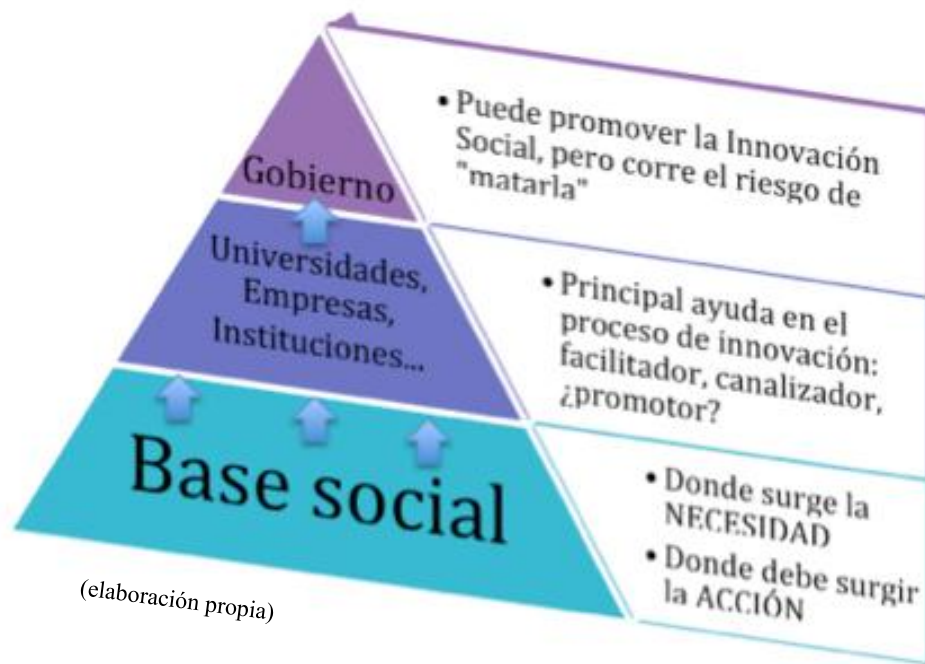 Gobierno
• Puede promover la Innovación
Social, pero corre el riesgo de
"matarla"
Universidades,
Empresas,
Instituciones...
• Principal ayuda en el
proceso de innovación:
facilitador, canalizador,
¿promotor?
Base social
• Donde surge la
NECESIDAD
• Donde debe surgir
la ACCIÓN
(elaboración propia)